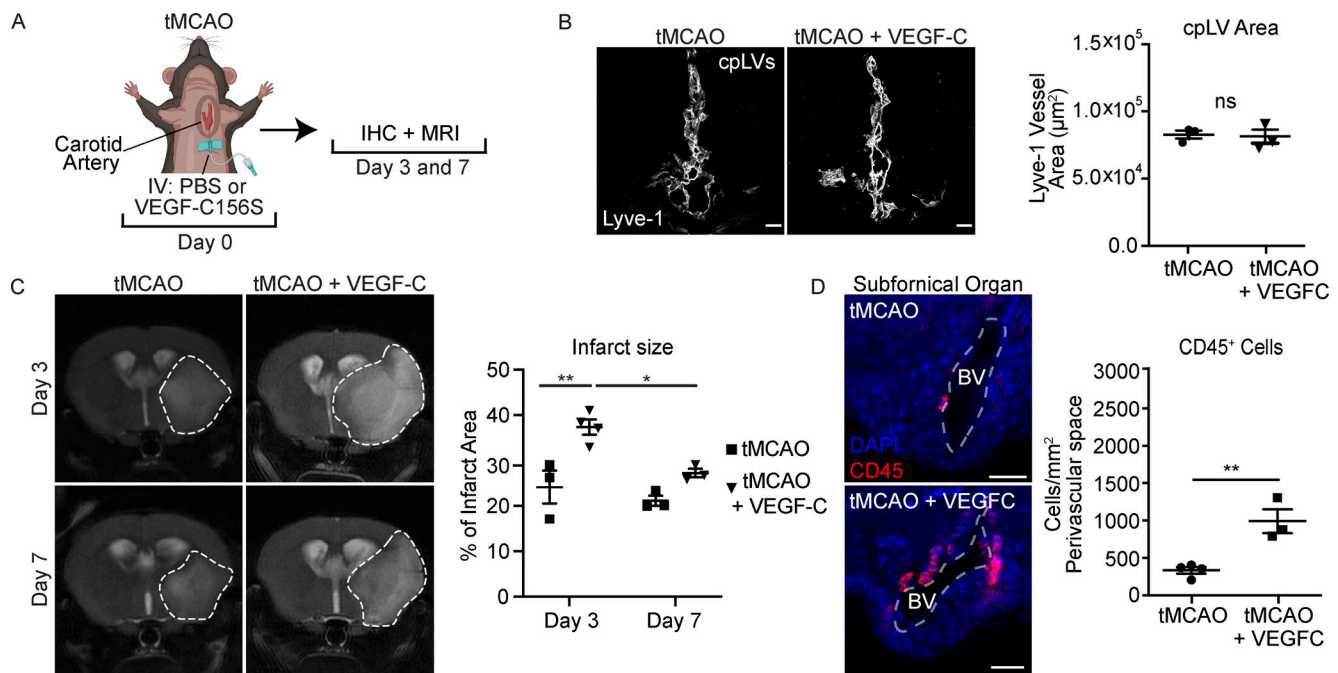 A
tMCAO
Carotid
Artery
IV: PBS or
VEGF-C156S
Day 0
IHC + MRI
Day 3 and 7
B
tMCAO
tMCAO + VEGF-C
cpLVs
Lyve-1
cpLV Area
Lyve-1 Vessel
Area (µm²)
1.5×10⁵
1.0×10⁵
5.0×10⁴
0.0
ns
tMCAO
tMCAO
+ VEGFC
C
tMCAO
tMCAO + VEGF-C
Day 3
Day 7
Infarct size
% of Infarct Area
50
40
30
20
10
0
**
*
Day 3
Day 7
tMCAO
tMCAO
+ VEGF-C
D
Subfornical Organ
tMCAO
BV
DAPI
CD45
tMCAO + VEGFC
BV
CD45⁺ Cells
Cells/mm²
Perivascular space
3000
2500
2000
1500
1000
500
0
**
tMCAO
tMCAO
+ VEGFC